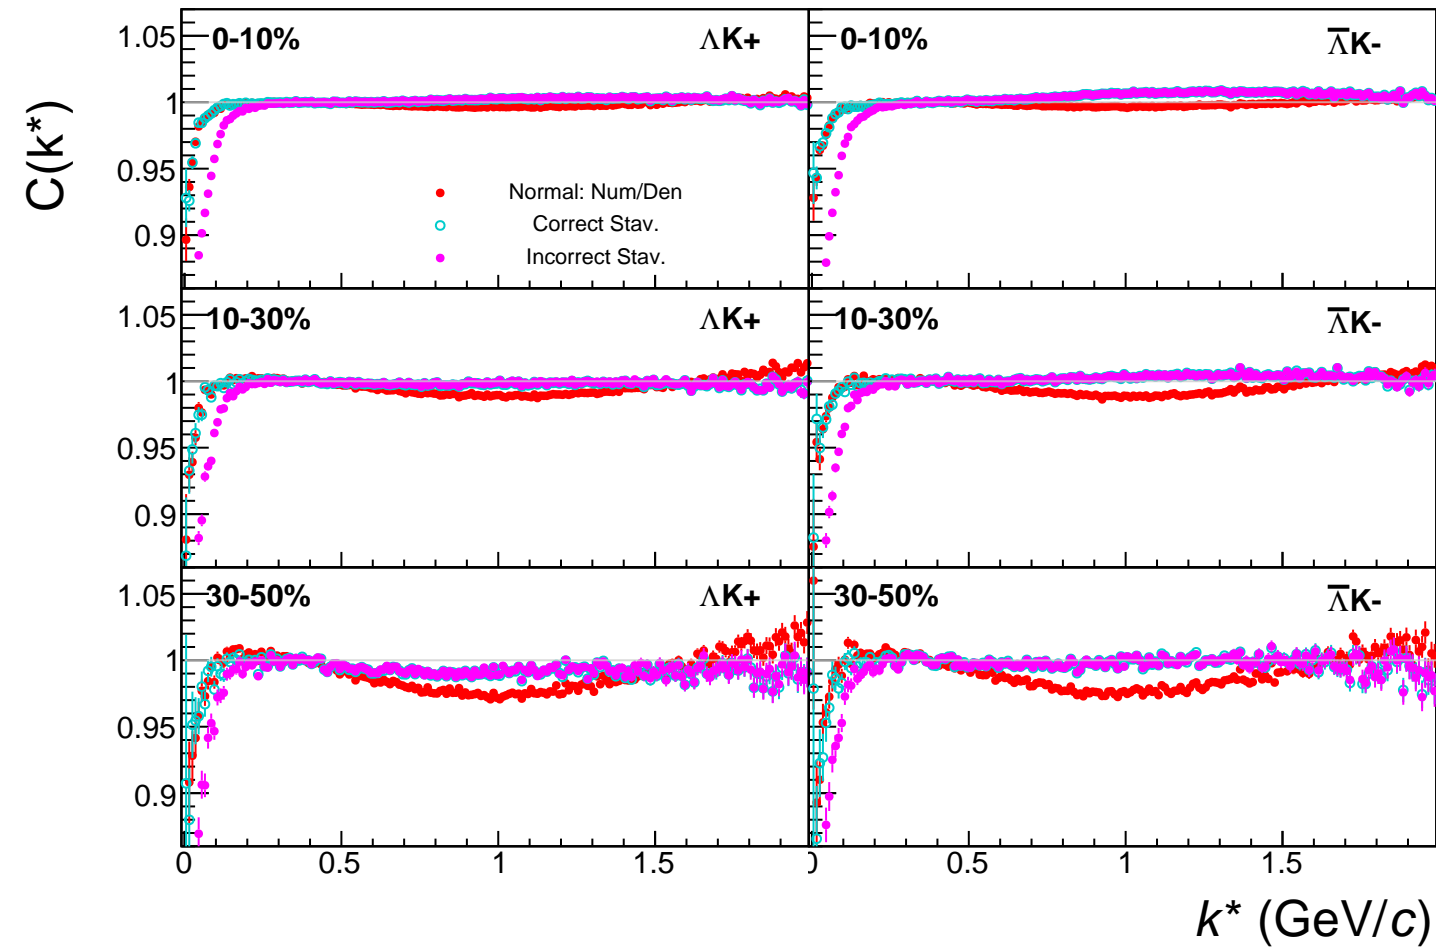 C(k*)
1.05
1
0.95
0.9
0-10%
ΛK+
Normal: Num/Den
Correct Stav.
Incorrect Stav.
0-10%
Λ̅K-
1.05
1
0.95
0.9
10-30%
ΛK+
10-30%
Λ̅K-
1.05
1
0.95
0.9
30-50%
ΛK+
30-50%
Λ̅K-
0 0.5 1 1.5
0 0.5 1 1.5
k* (GeV/c)